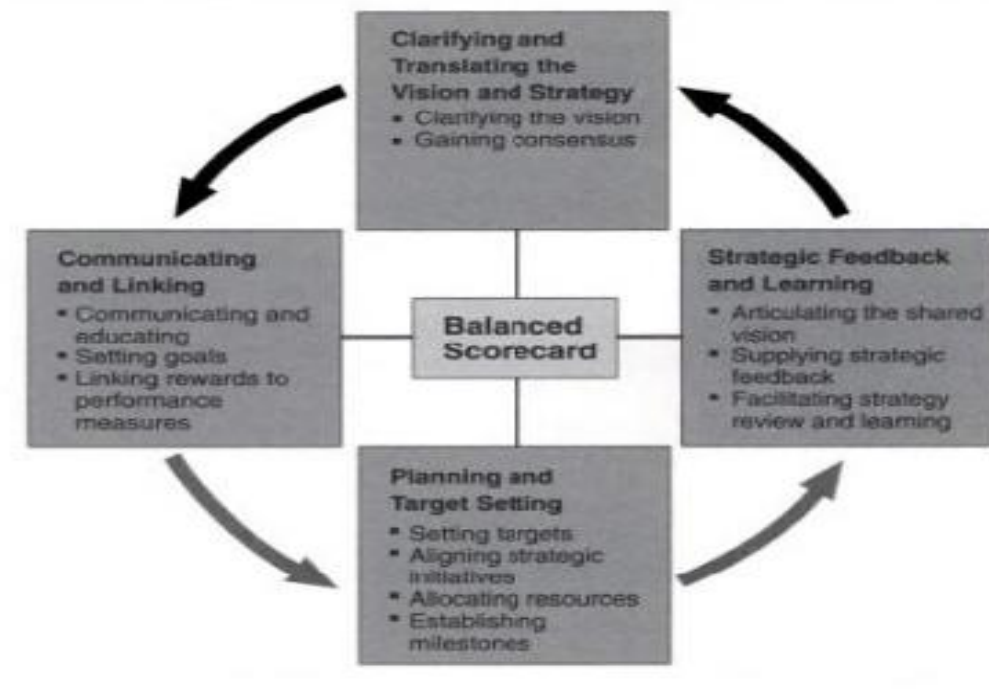 Clarifying and
Translating the
Vision and Strategy
• Clarifying the vision
• Gaining consensus
Communicating
and Linking
▪ Communicating and
educating
▪ Setting goals
▪ Linking rewards to
performance
measures
Balanced
Scorecard
Strategic Feedback
and Learning
▪ Articulating the shared
vision
▪ Supplying strategic
feedback
▪ Facilitating strategy
review and learning
Planning and
Target Setting
▪ Setting targets
▪ Aligning strategic
initiatives
▪ Allocating resources
▪ Establishing
milestones